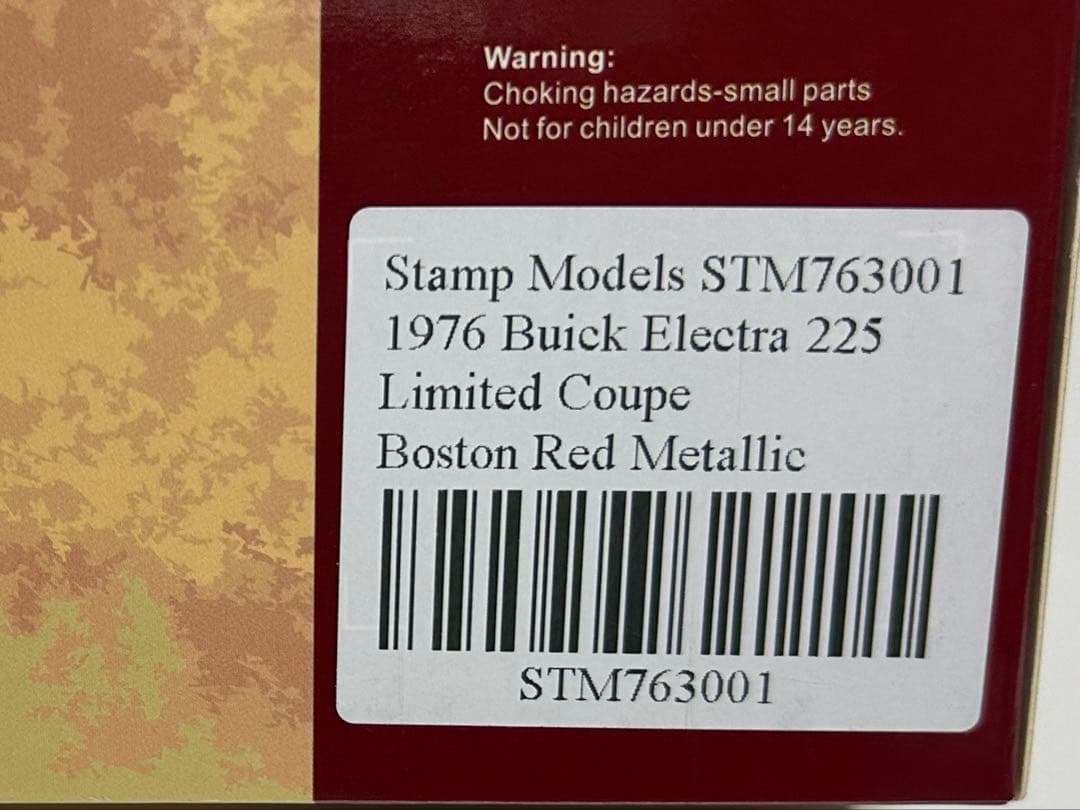 Warning:
Choking hazards-small parts
Not for children under 14 years.
Stamp Models STM763001
1976 Buick Electra 225
Limited Coupe
Boston Red Metallic
STM763001